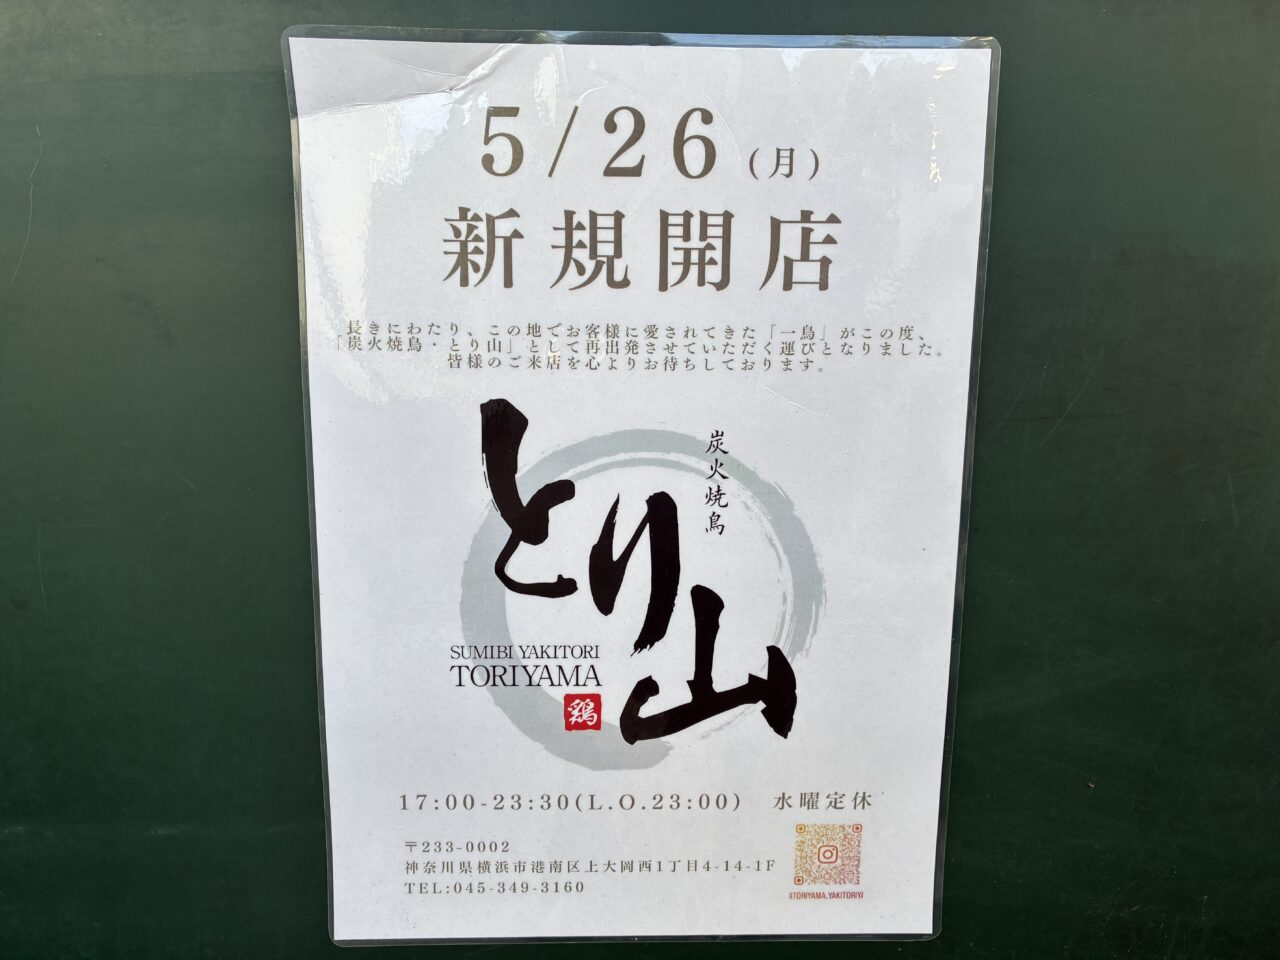 5/26(月)
新規開店
長きにわたり、この地でお客様に愛されてきた「一鳥」がこの度、
「炭火焼鳥・とり山」として再出発させていただく運びとなりました。
皆様のご来店を心よりお待ちしております。
炭火焼鳥
とり山
SUMIBI YAKITORI
TORIYAMA
鶏
17:00-23:30(L.O.23:00) 水曜定休
〒233-0002
神奈川県横浜市港南区上大岡西1丁目4-14-1F
TEL:045-349-3160
TORIYAMA.YAKITORIY